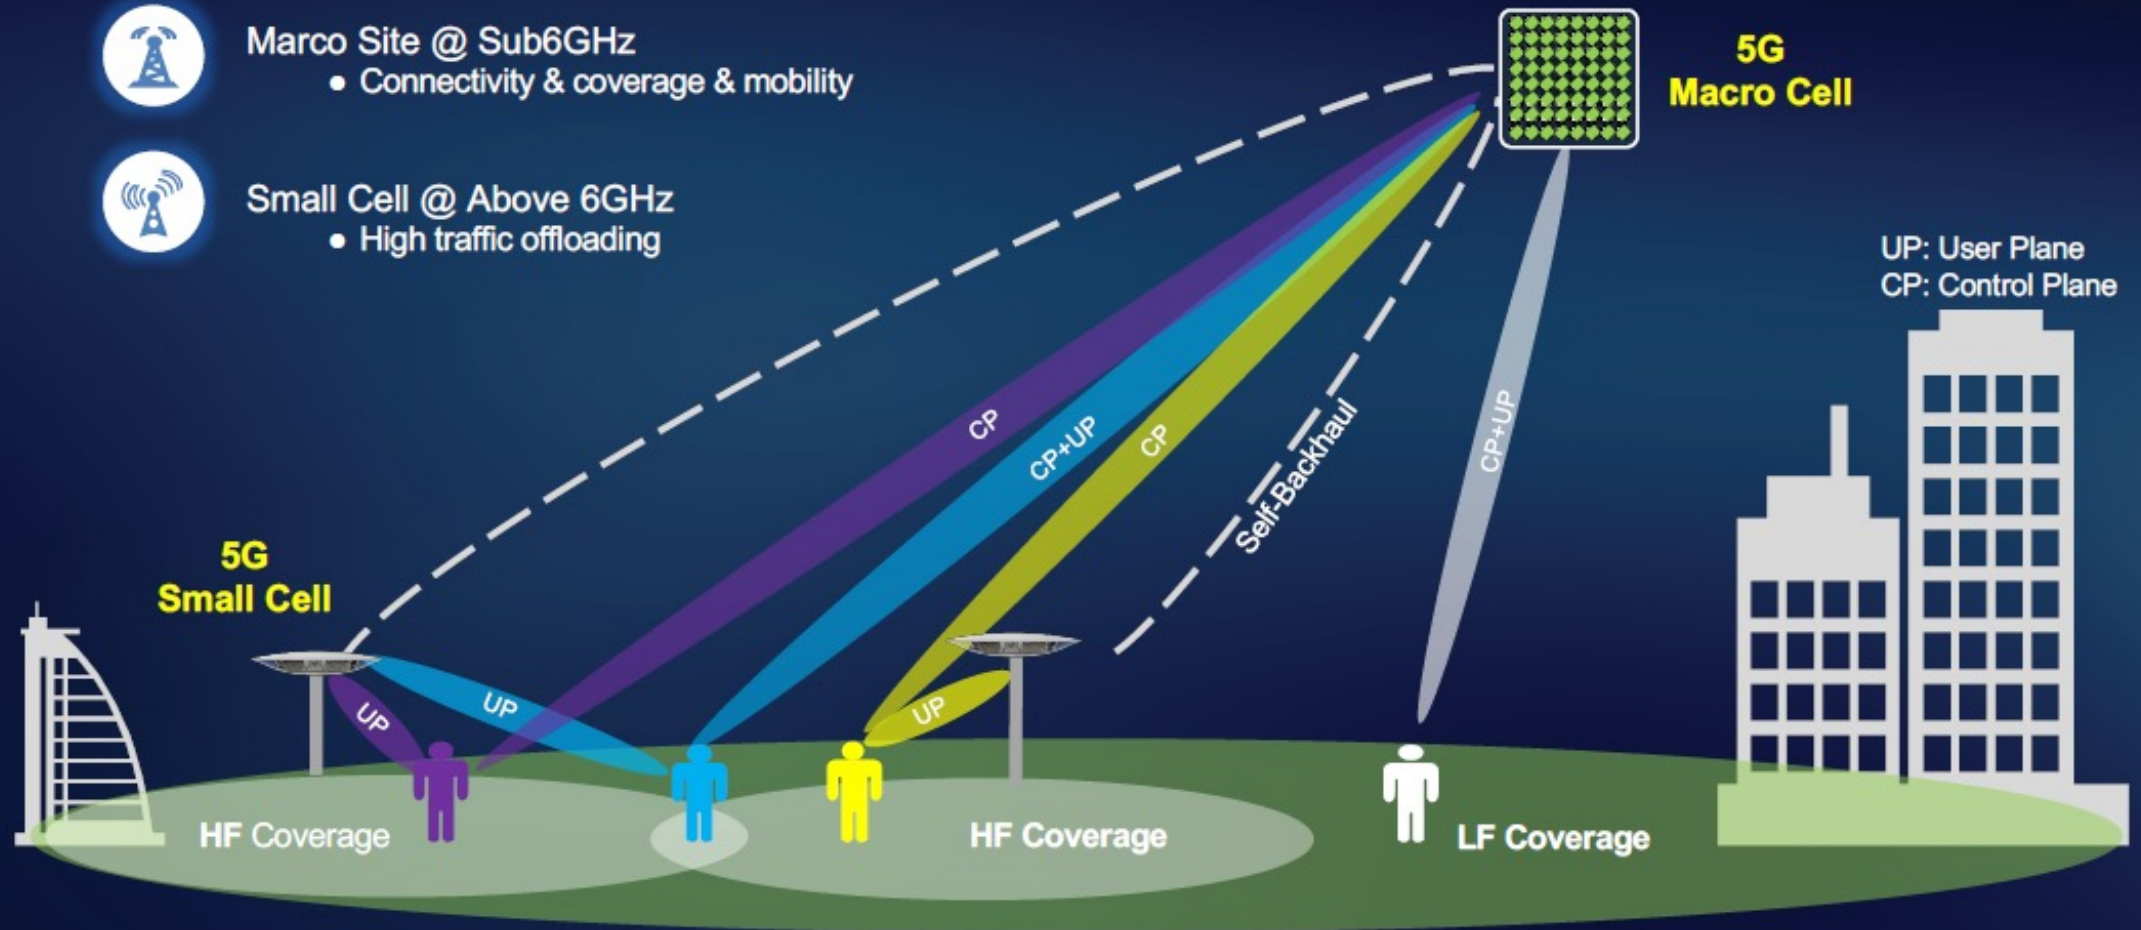 Marco Site @ Sub6GHz
● Connectivity & coverage & mobility
Small Cell @ Above 6GHz
● High traffic offloading
5G
Macro Cell
UP: User Plane
CP: Control Plane
CP
CP+UP
CP
Self-Backhaul
CP+UP
5G
Small Cell
UP
UP
UP
HF Coverage
HF Coverage
LF Coverage